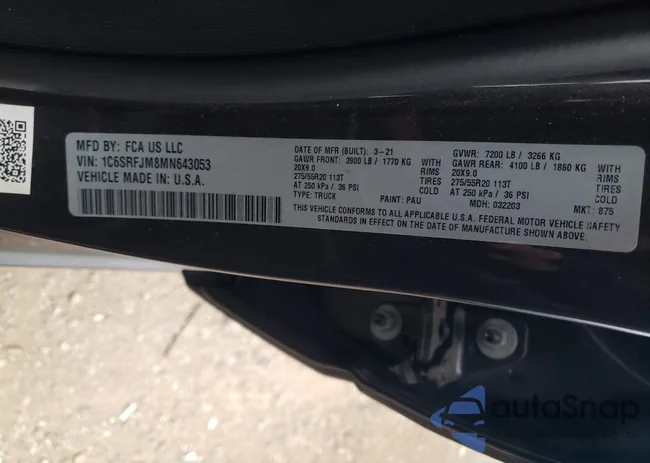 MFD BY: FCA US LLC
VIN: 1C6SRFJM8MN643053
VEHICLE MADE IN U.S.A.
DATE OF MFR (BUILT): 3-21
GAWR FRONT: 3900 LB / 1770 KG WITH
20X9.0 RIMS
275/55R20 113T TIRES
AT 250 kPa / 36 PSI COLD
TYPE: TRUCK PAINT: PAU
GVWR: 7200 LB / 3266 KG
GAWR REAR: 4100 LB / 1860 KG WITH
20X9.0 RIMS
275/55R20 113T TIRES
AT 250 kPa / 36 PSI COLD
MDH: 032203 MKT: 875
THIS VEHICLE CONFORMS TO ALL APPLICABLE U.S.A. FEDERAL MOTOR VEHICLE SAFETY
STANDARDS IN EFFECT ON THE DATE OF MANUFACTURE SHOWN ABOVE.
autoSnap